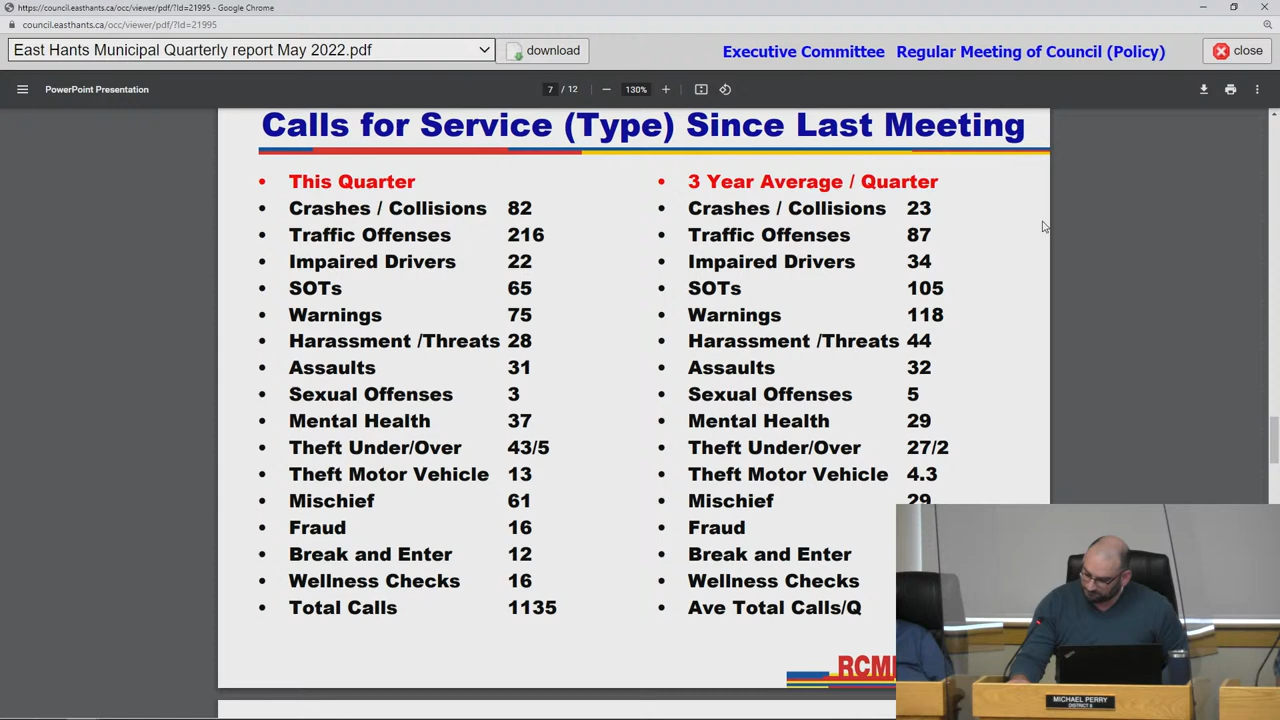 https://council.easthants.ca/occ/viewer/pdf/?Id=21995 - Google Chrome
council.easthants.ca/occ/viewer/pdf/?Id=21995
East Hants Municipal Quarterly report May 2022.pdf download Executive Committee Regular Meeting of Council (Policy) close
PowerPoint Presentation 7 / 12 130%
Calls for Service (Type) Since Last Meeting
• This Quarter
• Crashes / Collisions 82
• Traffic Offenses 216
• Impaired Drivers 22
• SOTs 65
• Warnings 75
• Harassment /Threats 28
• Assaults 31
• Sexual Offenses 3
• Mental Health 37
• Theft Under/Over 43/5
• Theft Motor Vehicle 13
• Mischief 61
• Fraud 16
• Break and Enter 12
• Wellness Checks 16
• Total Calls 1135
• 3 Year Average / Quarter
• Crashes / Collisions 23
• Traffic Offenses 87
• Impaired Drivers 34
• SOTs 105
• Warnings 118
• Harassment /Threats 44
• Assaults 32
• Sexual Offenses 5
• Mental Health 29
• Theft Under/Over 27/2
• Theft Motor Vehicle 4.3
• Mischief 29
• Fraud
• Break and Enter
• Wellness Checks
• Ave Total Calls/Q
RCM
MICHAEL PERRY
DISTRICT